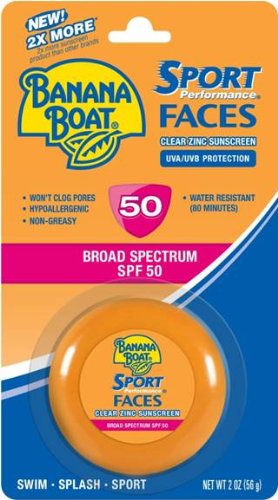 NEW!
2X MORE*
*2x more sunscreen
product than other sticks
BANANA
BOAT®
SPORT
Performance®
FACES
CLEAR ZINC SUNSCREEN
UVA/UVB PROTECTION
• WON'T CLOG PORES
• HYPOALLERGENIC
• NON-GREASY
50
• WATER RESISTANT
(80 MINUTES)
BROAD SPECTRUM
SPF 50
BANANA
BOAT®
SPORT
Performance®
FACES
CLEAR ZINC SUNSCREEN
BROAD SPECTRUM SPF 50
SWIM • SPLASH • SPORT
NET WT 2 OZ (56 g)